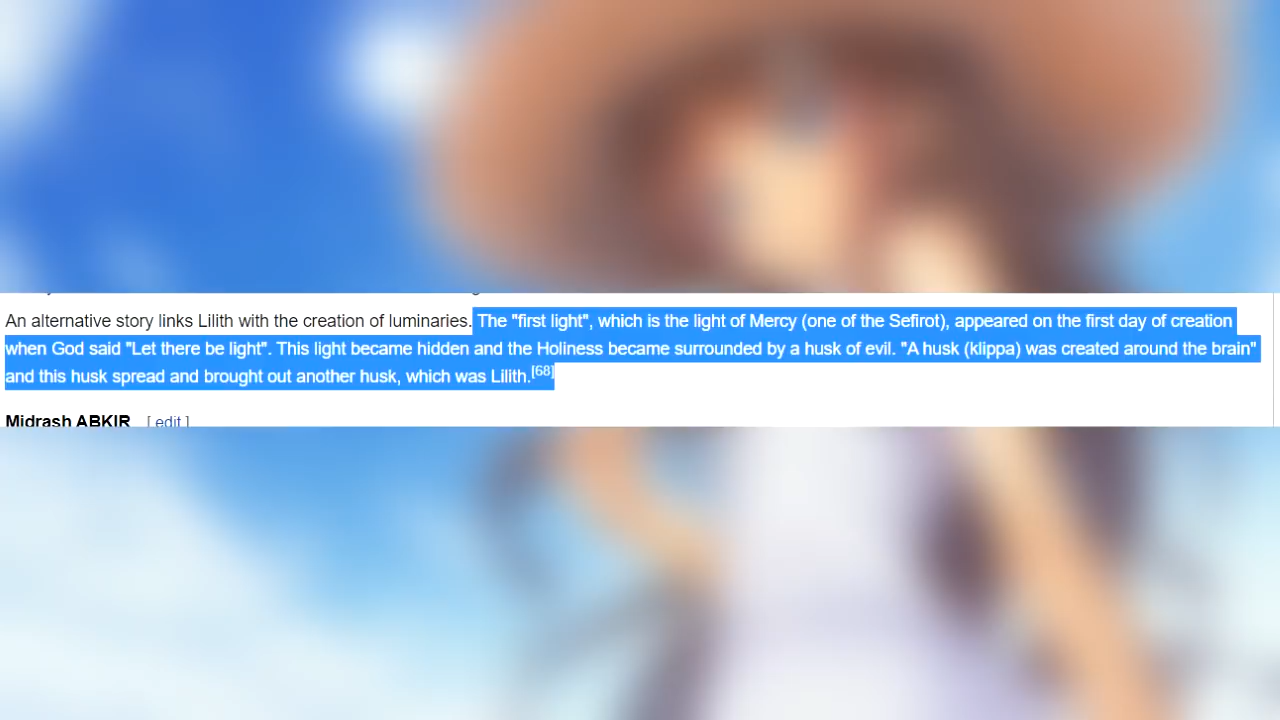 An alternative story links Lilith with the creation of luminaries. The "first light", which is the light of Mercy (one of the Sefirot), appeared on the first day of creation
when God said "Let there be light". This light became hidden and the Holiness became surrounded by a husk of evil. "A husk (klippa) was created around the brain"
and this husk spread and brought out another husk, which was Lilith.[68]
Midrash ABKIR [ edit ]